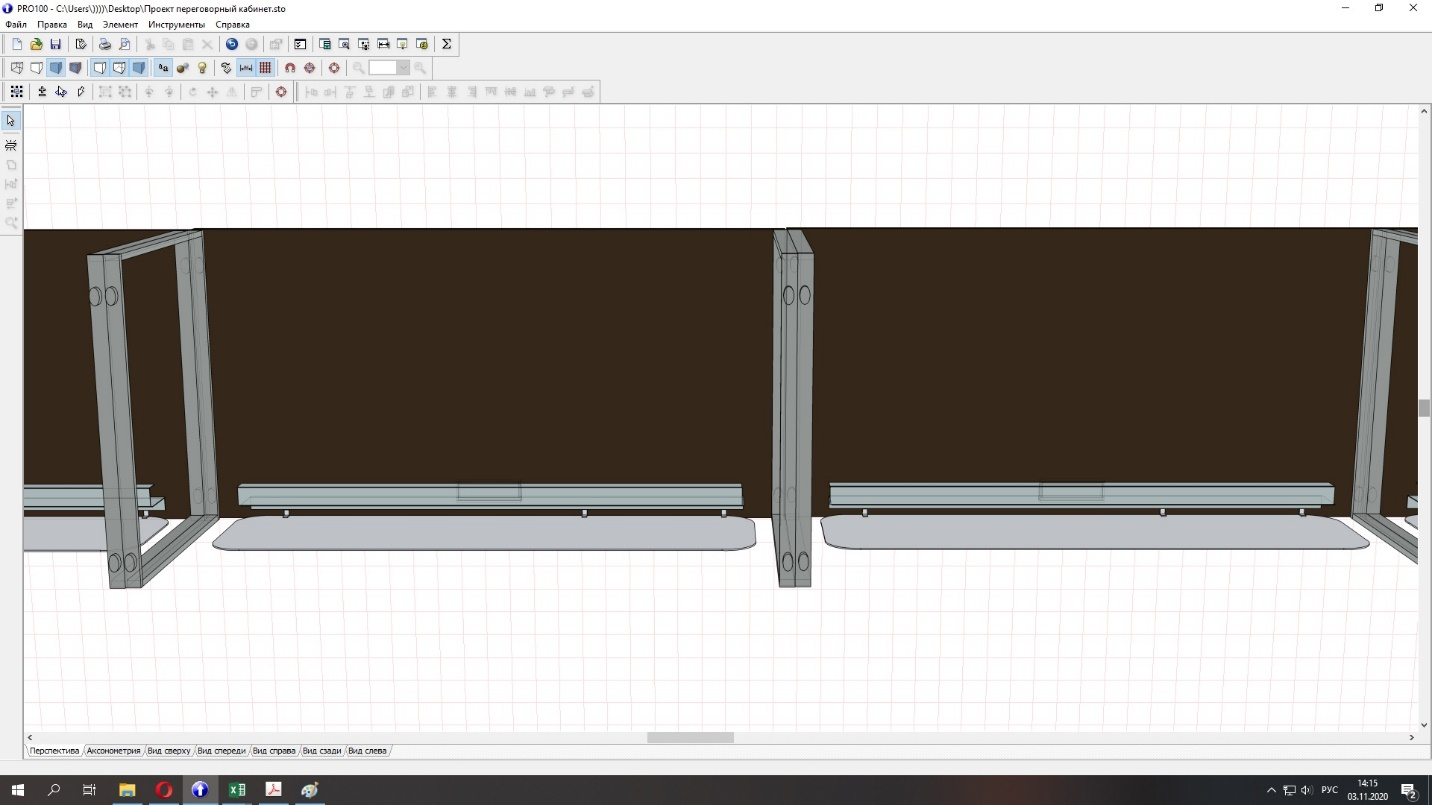 PRO100 - C:\Users\))))\Desktop\Проект переговорный кабинет.sto
Файл Правка Вид Элемент Инструменты Справка
Перспектива Аксонометрия Вид сверху Вид спереди Вид справа Вид сзади Вид слева
14:15
РУС
03.11.2020
2